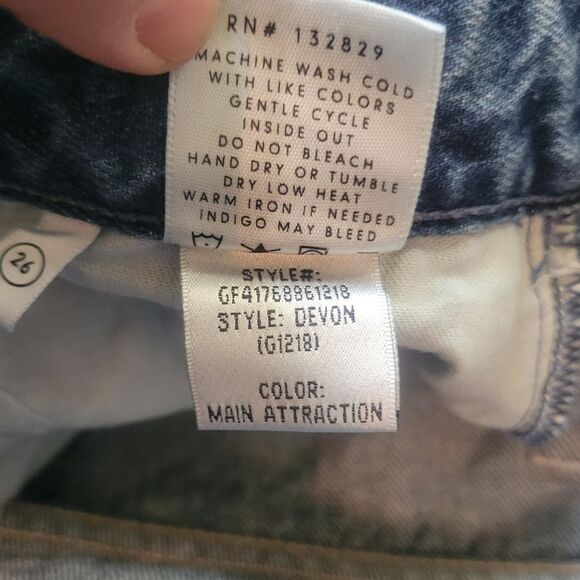 RN# 132829
MACHINE WASH COLD
WITH LIKE COLORS
GENTLE CYCLE
INSIDE OUT
DO NOT BLEACH
HAND DRY OR TUMBLE
DRY LOW HEAT
WARM IRON IF NEEDED
INDIGO MAY BLEED
26
STYLE#:
GF41768861218
STYLE: DEVON
(G1218)
COLOR:
MAIN ATTRACTION